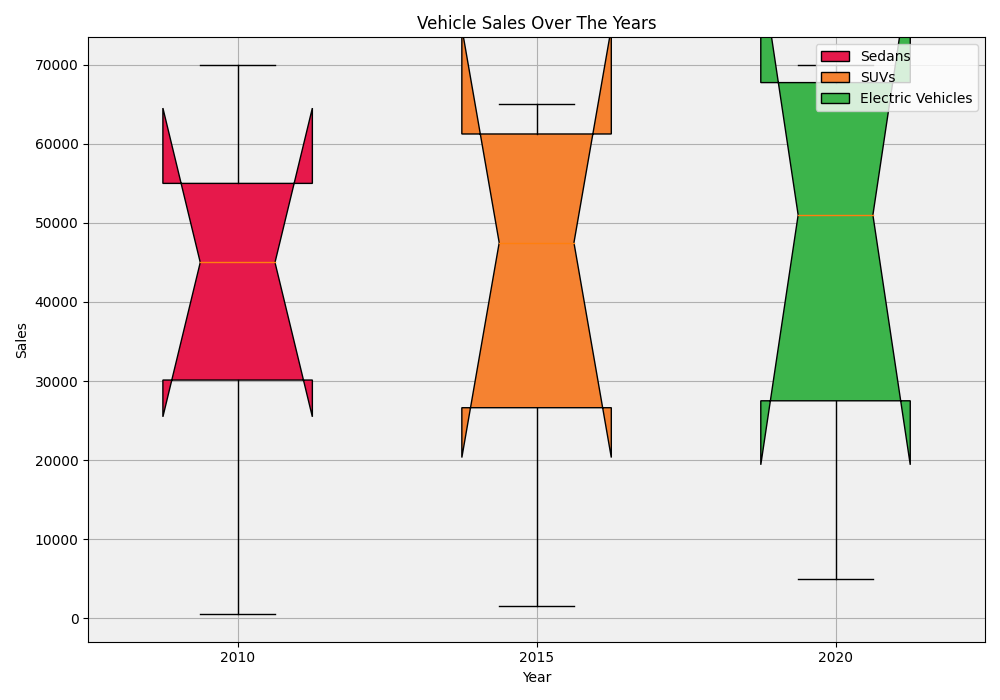 Vehicle Sales Over The Years
Sedans
SUVs
Electric Vehicles
Sales
70000
60000
50000
40000
30000
20000
10000
0
2010
2015
2020
Year